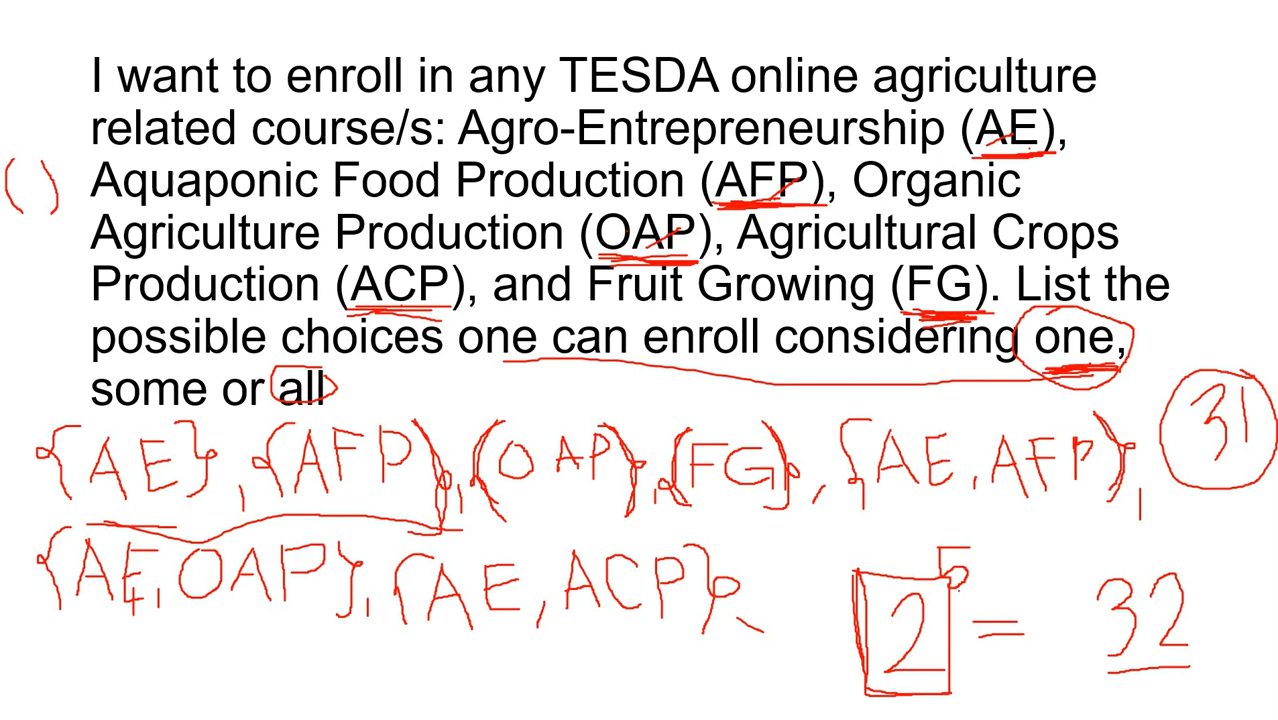 I want to enroll in any TESDA online agriculture
related course/s: Agro-Entrepreneurship (AE),
( ) Aquaponic Food Production (AFP), Organic
Agriculture Production (OAP), Agricultural Crops
Production (ACP), and Fruit Growing (FG). List the
possible choices one can enroll considering one,
some or all
{AE}, {AFP}, {OAP}, {FG}, {AE, AFP}, 31
{AE, OAP}, {AE, ACP}, 2^5 = 32